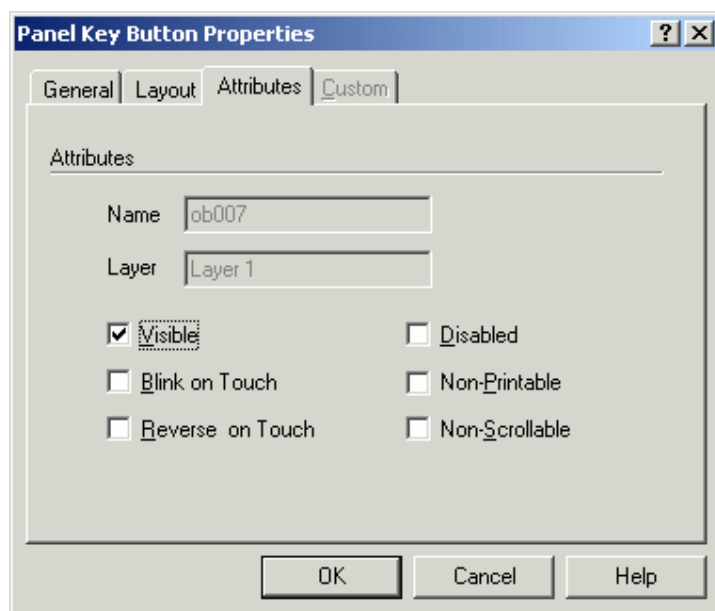 Panel Key Button Properties
General Layout Attributes Custom
Attributes
Name ob007
Layer Layer 1
Visible Disabled
Blink on Touch Non-Printable
Reverse on Touch Non-Scrollable
OK Cancel Help